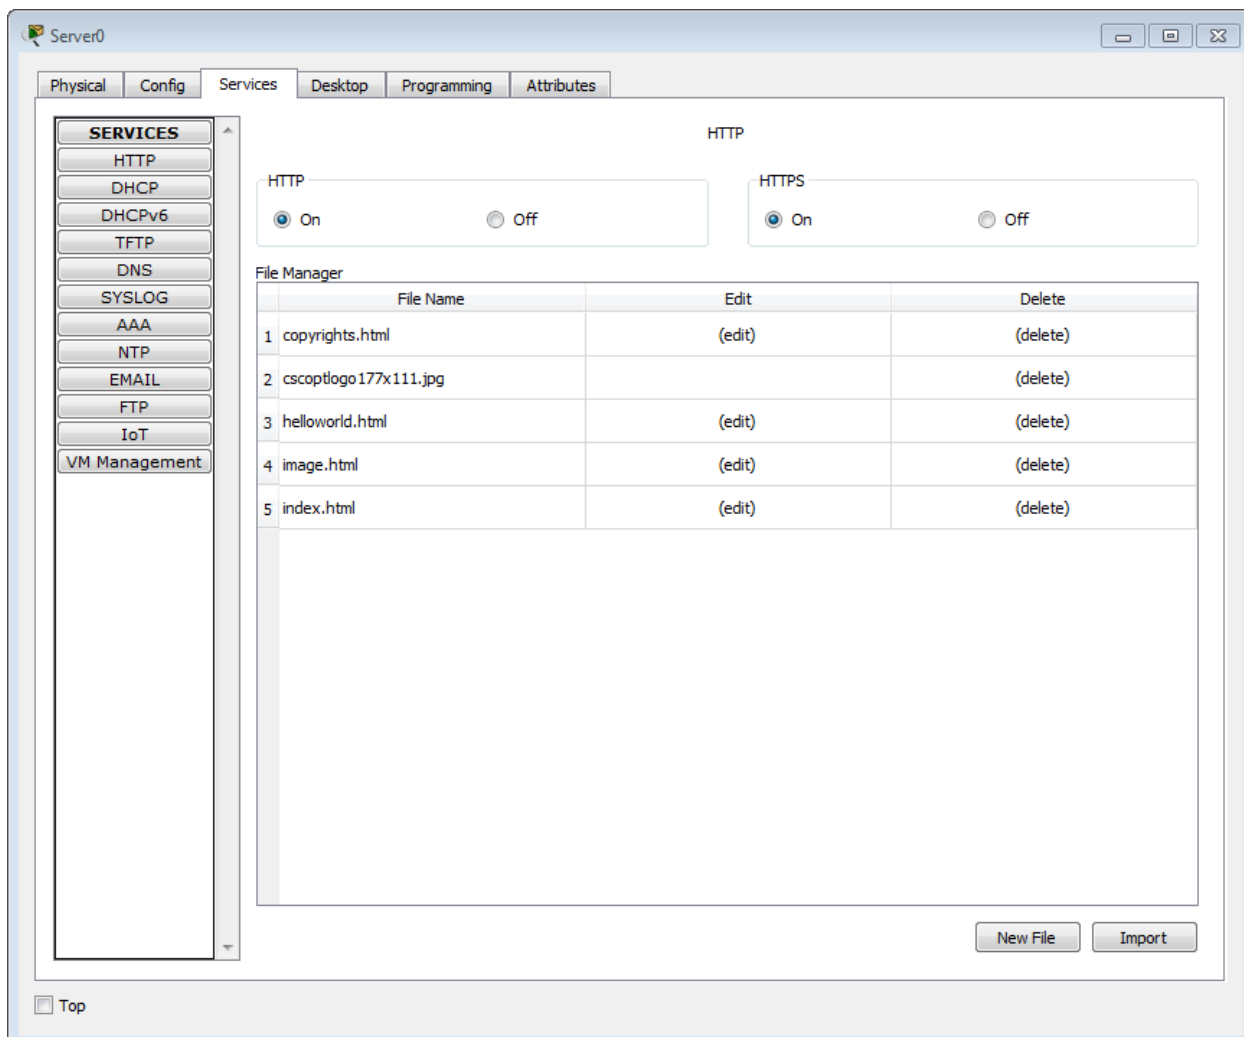 Server0
Physical Config Services Desktop Programming Attributes
SERVICES
HTTP
DHCP
DHCPv6
TFTP
DNS
SYSLOG
AAA
NTP
EMAIL
FTP
IoT
VM Management
HTTP
HTTP
On Off
HTTPS
On Off
File Manager
File Name Edit Delete
1 copyrights.html (edit) (delete)
2 cscoptlogo177x111.jpg (delete)
3 helloworld.html (edit) (delete)
4 image.html (edit) (delete)
5 index.html (edit) (delete)
New File Import
Top